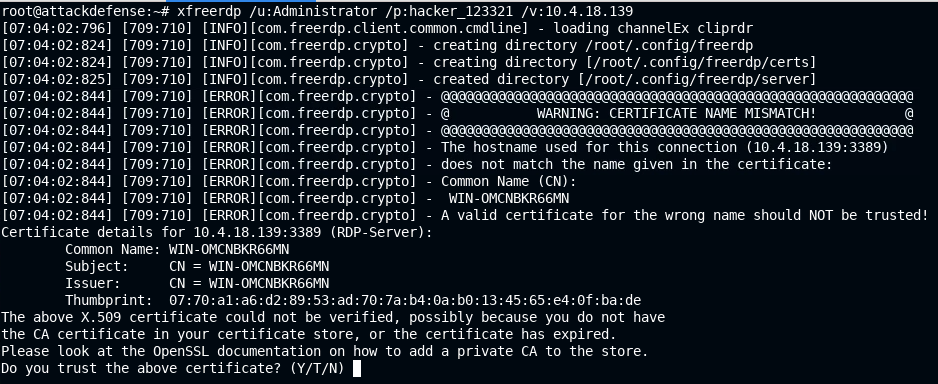 root@attackdefense:~# xfreerdp /u:Administrator /p:hacker_123321 /v:10.4.18.139
[07:04:02:796] [709:710] [INFO][com.freerdp.client.common.cmdline] - loading channelEx cliprdr
[07:04:02:824] [709:710] [INFO][com.freerdp.crypto] - creating directory /root/.config/freerdp
[07:04:02:824] [709:710] [INFO][com.freerdp.crypto] - creating directory [/root/.config/freerdp/certs]
[07:04:02:825] [709:710] [INFO][com.freerdp.crypto] - created directory [/root/.config/freerdp/server]
[07:04:02:844] [709:710] [ERROR][com.freerdp.crypto] - @@@@@@@@@@@@@@@@@@@@@@@@@@@@@@@@@@@@@@@@@@@@@@@@@@@@@@@@@@@
[07:04:02:844] [709:710] [ERROR][com.freerdp.crypto] - @           WARNING: CERTIFICATE NAME MISMATCH!           @
[07:04:02:844] [709:710] [ERROR][com.freerdp.crypto] - @@@@@@@@@@@@@@@@@@@@@@@@@@@@@@@@@@@@@@@@@@@@@@@@@@@@@@@@@@@
[07:04:02:844] [709:710] [ERROR][com.freerdp.crypto] - The hostname used for this connection (10.4.18.139:3389)
[07:04:02:844] [709:710] [ERROR][com.freerdp.crypto] - does not match the name given in the certificate:
[07:04:02:844] [709:710] [ERROR][com.freerdp.crypto] - Common Name (CN):
[07:04:02:844] [709:710] [ERROR][com.freerdp.crypto] -  WIN-OMCNBKR66MN
[07:04:02:844] [709:710] [ERROR][com.freerdp.crypto] - A valid certificate for the wrong name should NOT be trusted!
Certificate details for 10.4.18.139:3389 (RDP-Server):
        Common Name: WIN-OMCNBKR66MN
        Subject:     CN = WIN-OMCNBKR66MN
        Issuer:      CN = WIN-OMCNBKR66MN
        Thumbprint:  07:70:a1:a6:d2:89:53:ad:70:7a:b4:0a:b0:13:45:65:e4:0f:ba:de
The above X.509 certificate could not be verified, possibly because you do not have
the CA certificate in your certificate store, or the certificate has expired.
Please look at the OpenSSL documentation on how to add a private CA to the store.
Do you trust the above certificate? (Y/T/N)